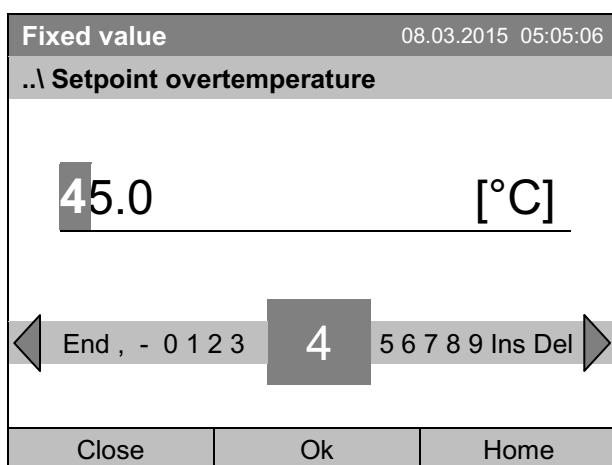 Fixed value 08.03.2015 05:05:06
..\ Setpoint overtemperature
45.0 [°C]
End , - 0 1 2 3 4 5 6 7 8 9 Ins Del
Close Ok Home